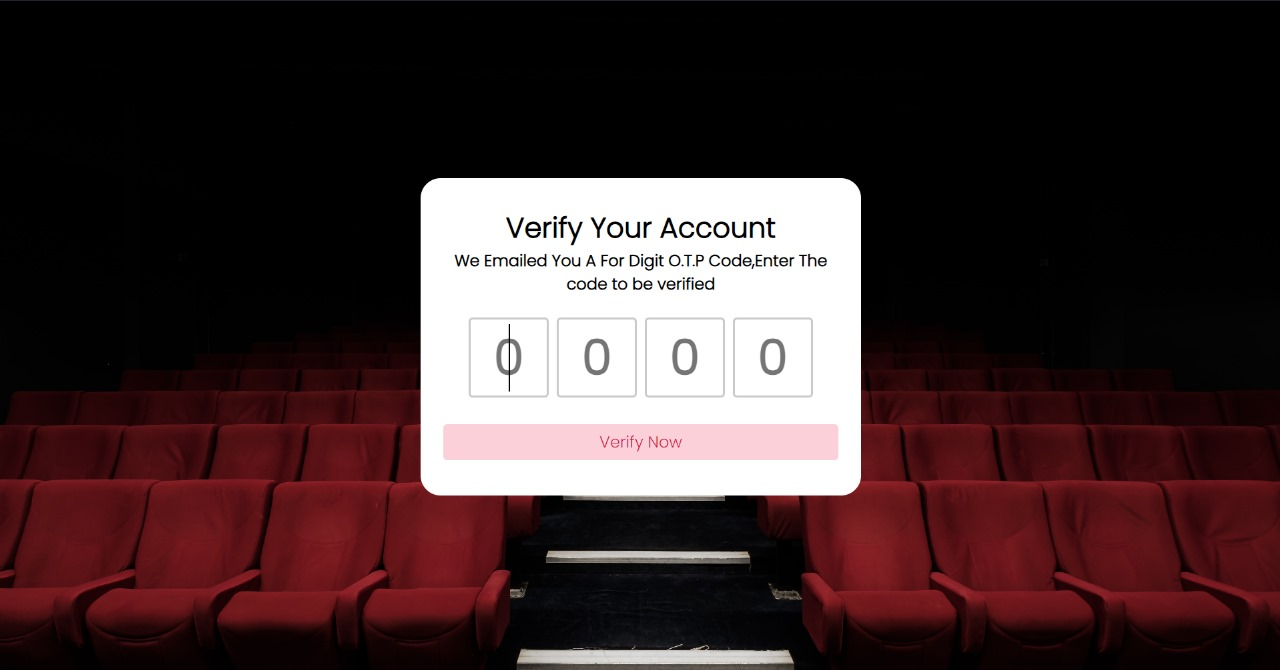 Verify Your Account
We Emailed You A For Digit O.T.P Code,Enter The
code to be verified
0 0 0 0
Verify Now